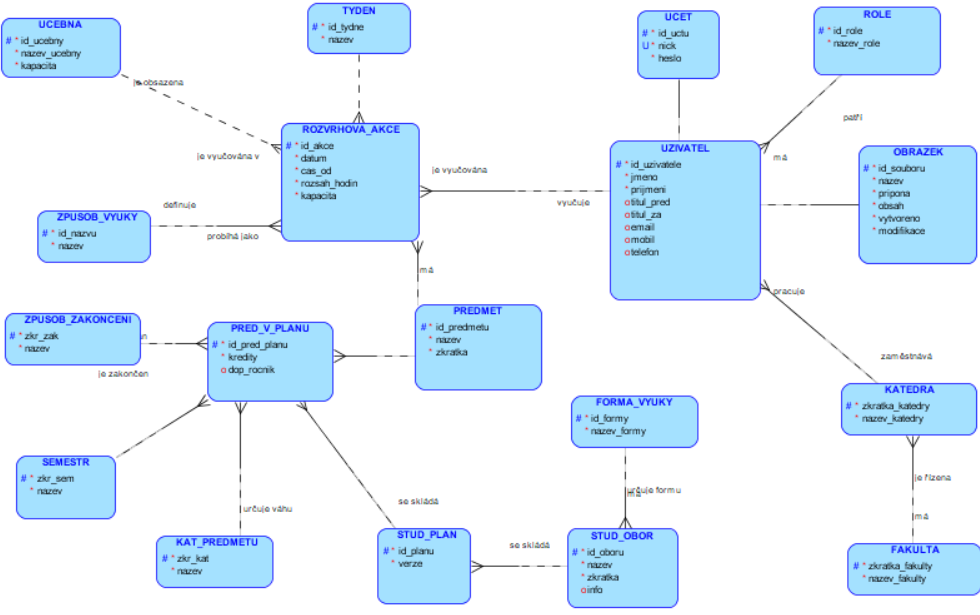 UCEBNA
# * id_ucebny
* nazev_ucebny
* kapacita
TYDEN
# * id_tydne
* nazev
UCET
# * id_uctu
U * nick
* heslo
ROLE
# * id_role
* nazev_role
je obsazena
je vyučována v
ROZVRHOVA_AKCE
# * id_akce
* datum
* cas_od
* rozsah_hodin
* kapacita
je vyučována
vyučuje
UZIVATEL
# * id_uzivatele
* jmeno
* prijmeni
o titul_pred
o titul_za
o email
o mobil
o telefon
patří
má
OBRAZEK
# * id_souboru
* nazev
* pripona
* obsah
* vytvoreno
* modifikace
definuje
probíhá jako
ZPUSOB_VYUKY
# * id_nazvu
* nazev
má
pracuje
zaměstnává
ZPUSOB_ZAKONCENI
# * zkr_zak
* nazev
je zakončen
PRED_V_PLANU
# * id_pred_planu
* kredity
o dop_rocnik
PREDMET
# * id_predmetu
* nazev
* zkratka
KATEDRA
# * zkratka_katedry
* nazev_katedry
FORMA_VYUKY
# * id_formy
* nazev_formy
SEMESTR
# * zkr_sem
* nazev
určuje váhu
se skládá
určuje formu
je řízena
má
KAT_PREDMETU
# * zkr_kat
* nazev
STUD_PLAN
# * id_planu
* verze
se skládá
STUD_OBOR
# * id_oboru
* nazev
* zkratka
o info
FAKULTA
# * zkratka_fakulty
* nazev_fakulty